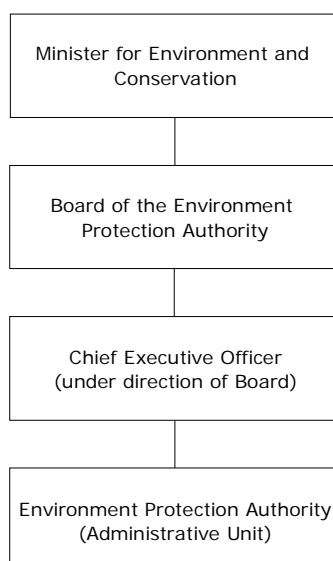 Minister for Environment and
Conservation
Board of the Environment
Protection Authority
Chief Executive Officer
(under direction of Board)
Environment Protection Authority
(Administrative Unit)